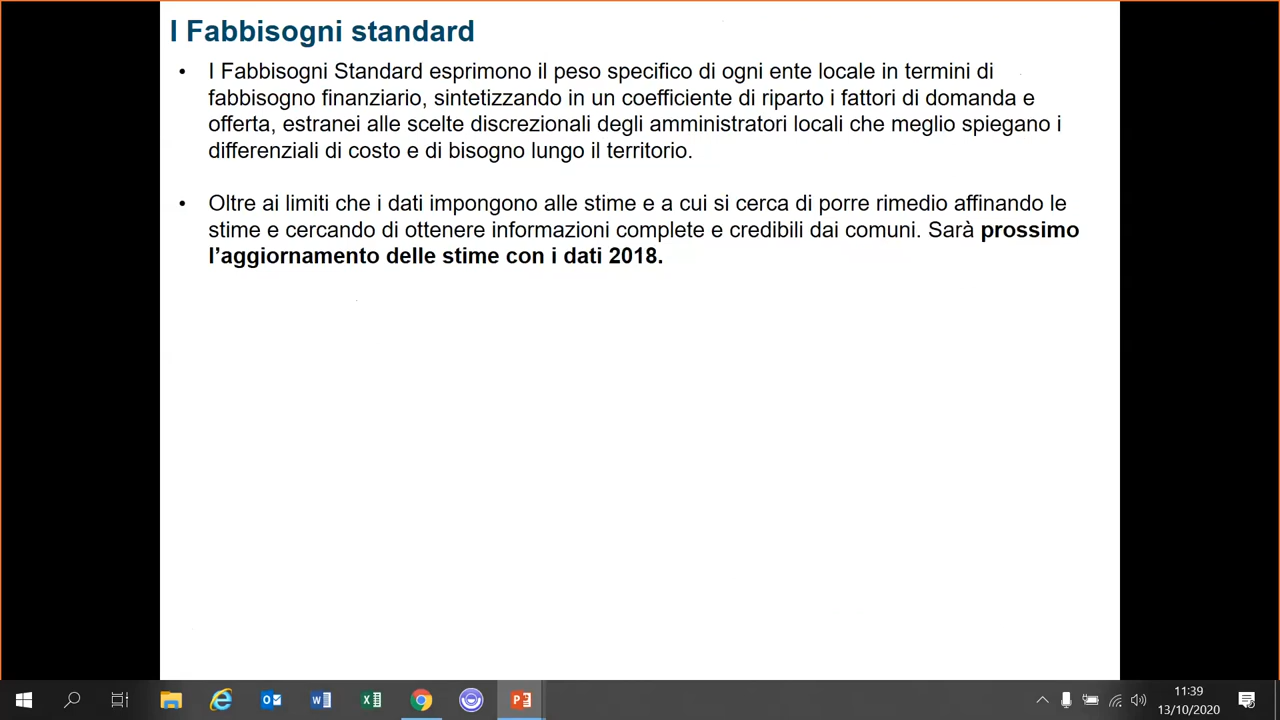 I Fabbisogni standard
• I Fabbisogni Standard esprimono il peso specifico di ogni ente locale in termini di
fabbisogno finanziario, sintetizzando in un coefficiente di riparto i fattori di domanda e
offerta, estranei alle scelte discrezionali degli amministratori locali che meglio spiegano i
differenziali di costo e di bisogno lungo il territorio.
• Oltre ai limiti che i dati impongono alle stime e a cui si cerca di porre rimedio affinando le
stime e cercando di ottenere informazioni complete e credibili dai comuni. Sarà prossimo
l’aggiornamento delle stime con i dati 2018.
11:39
13/10/2020